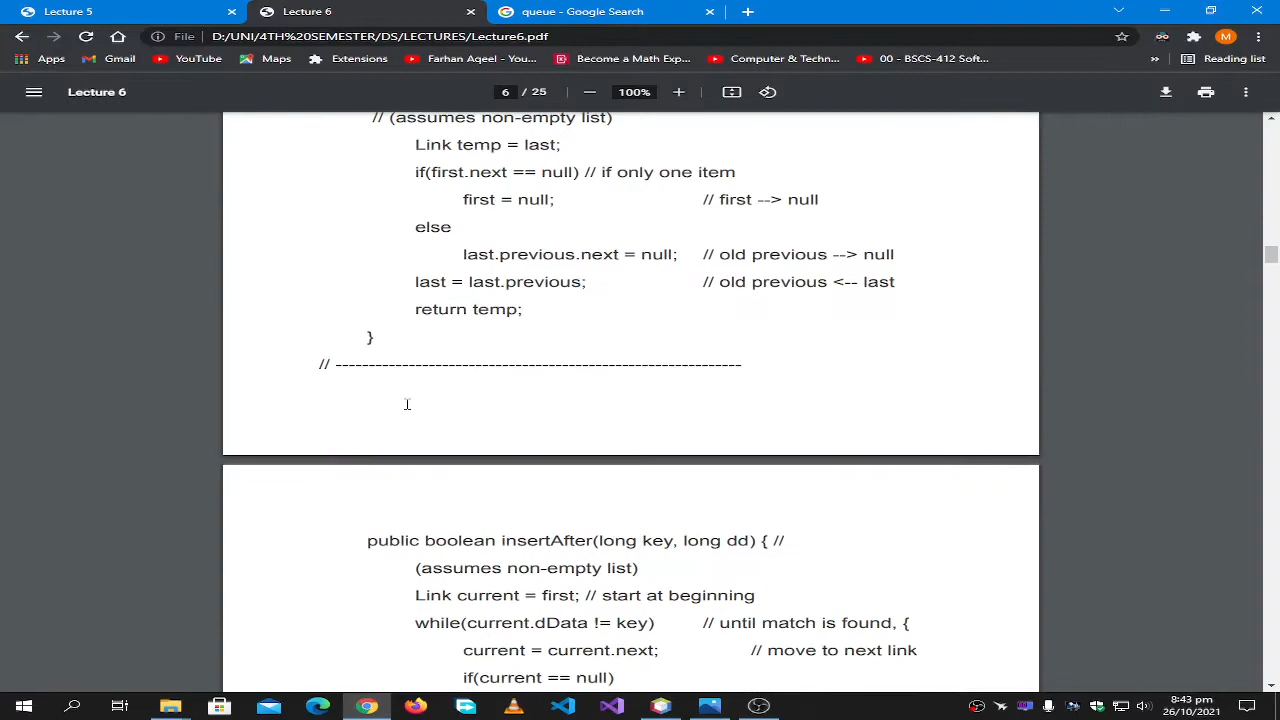 Lecture 5
Lecture 6
queue - Google Search
File
D:/UNI/4TH%20SEMESTER/DS/LECTURES/Lecture6.pdf
M
Apps
Gmail
YouTube
Maps
Extensions
Farhan Aqeel - You...
Become a Math Exp...
Computer & Techn...
00 - BSCS-412 Soft...
»
Reading list
Lecture 6
6 / 25
100%
// (assumes non-empty list)
Link temp = last;
if(first.next == null) // if only one item
first = null; // first --> null
else
last.previous.next = null; // old previous --> null
last = last.previous; // old previous <-- last
return temp;
}
// -------------------------------------------------------------
public boolean insertAfter(long key, long dd) { //
(assumes non-empty list)
Link current = first; // start at beginning
while(current.dData != key) // until match is found, {
current = current.next; // move to next link
if(current == null)
8:43 pm
26/10/2021